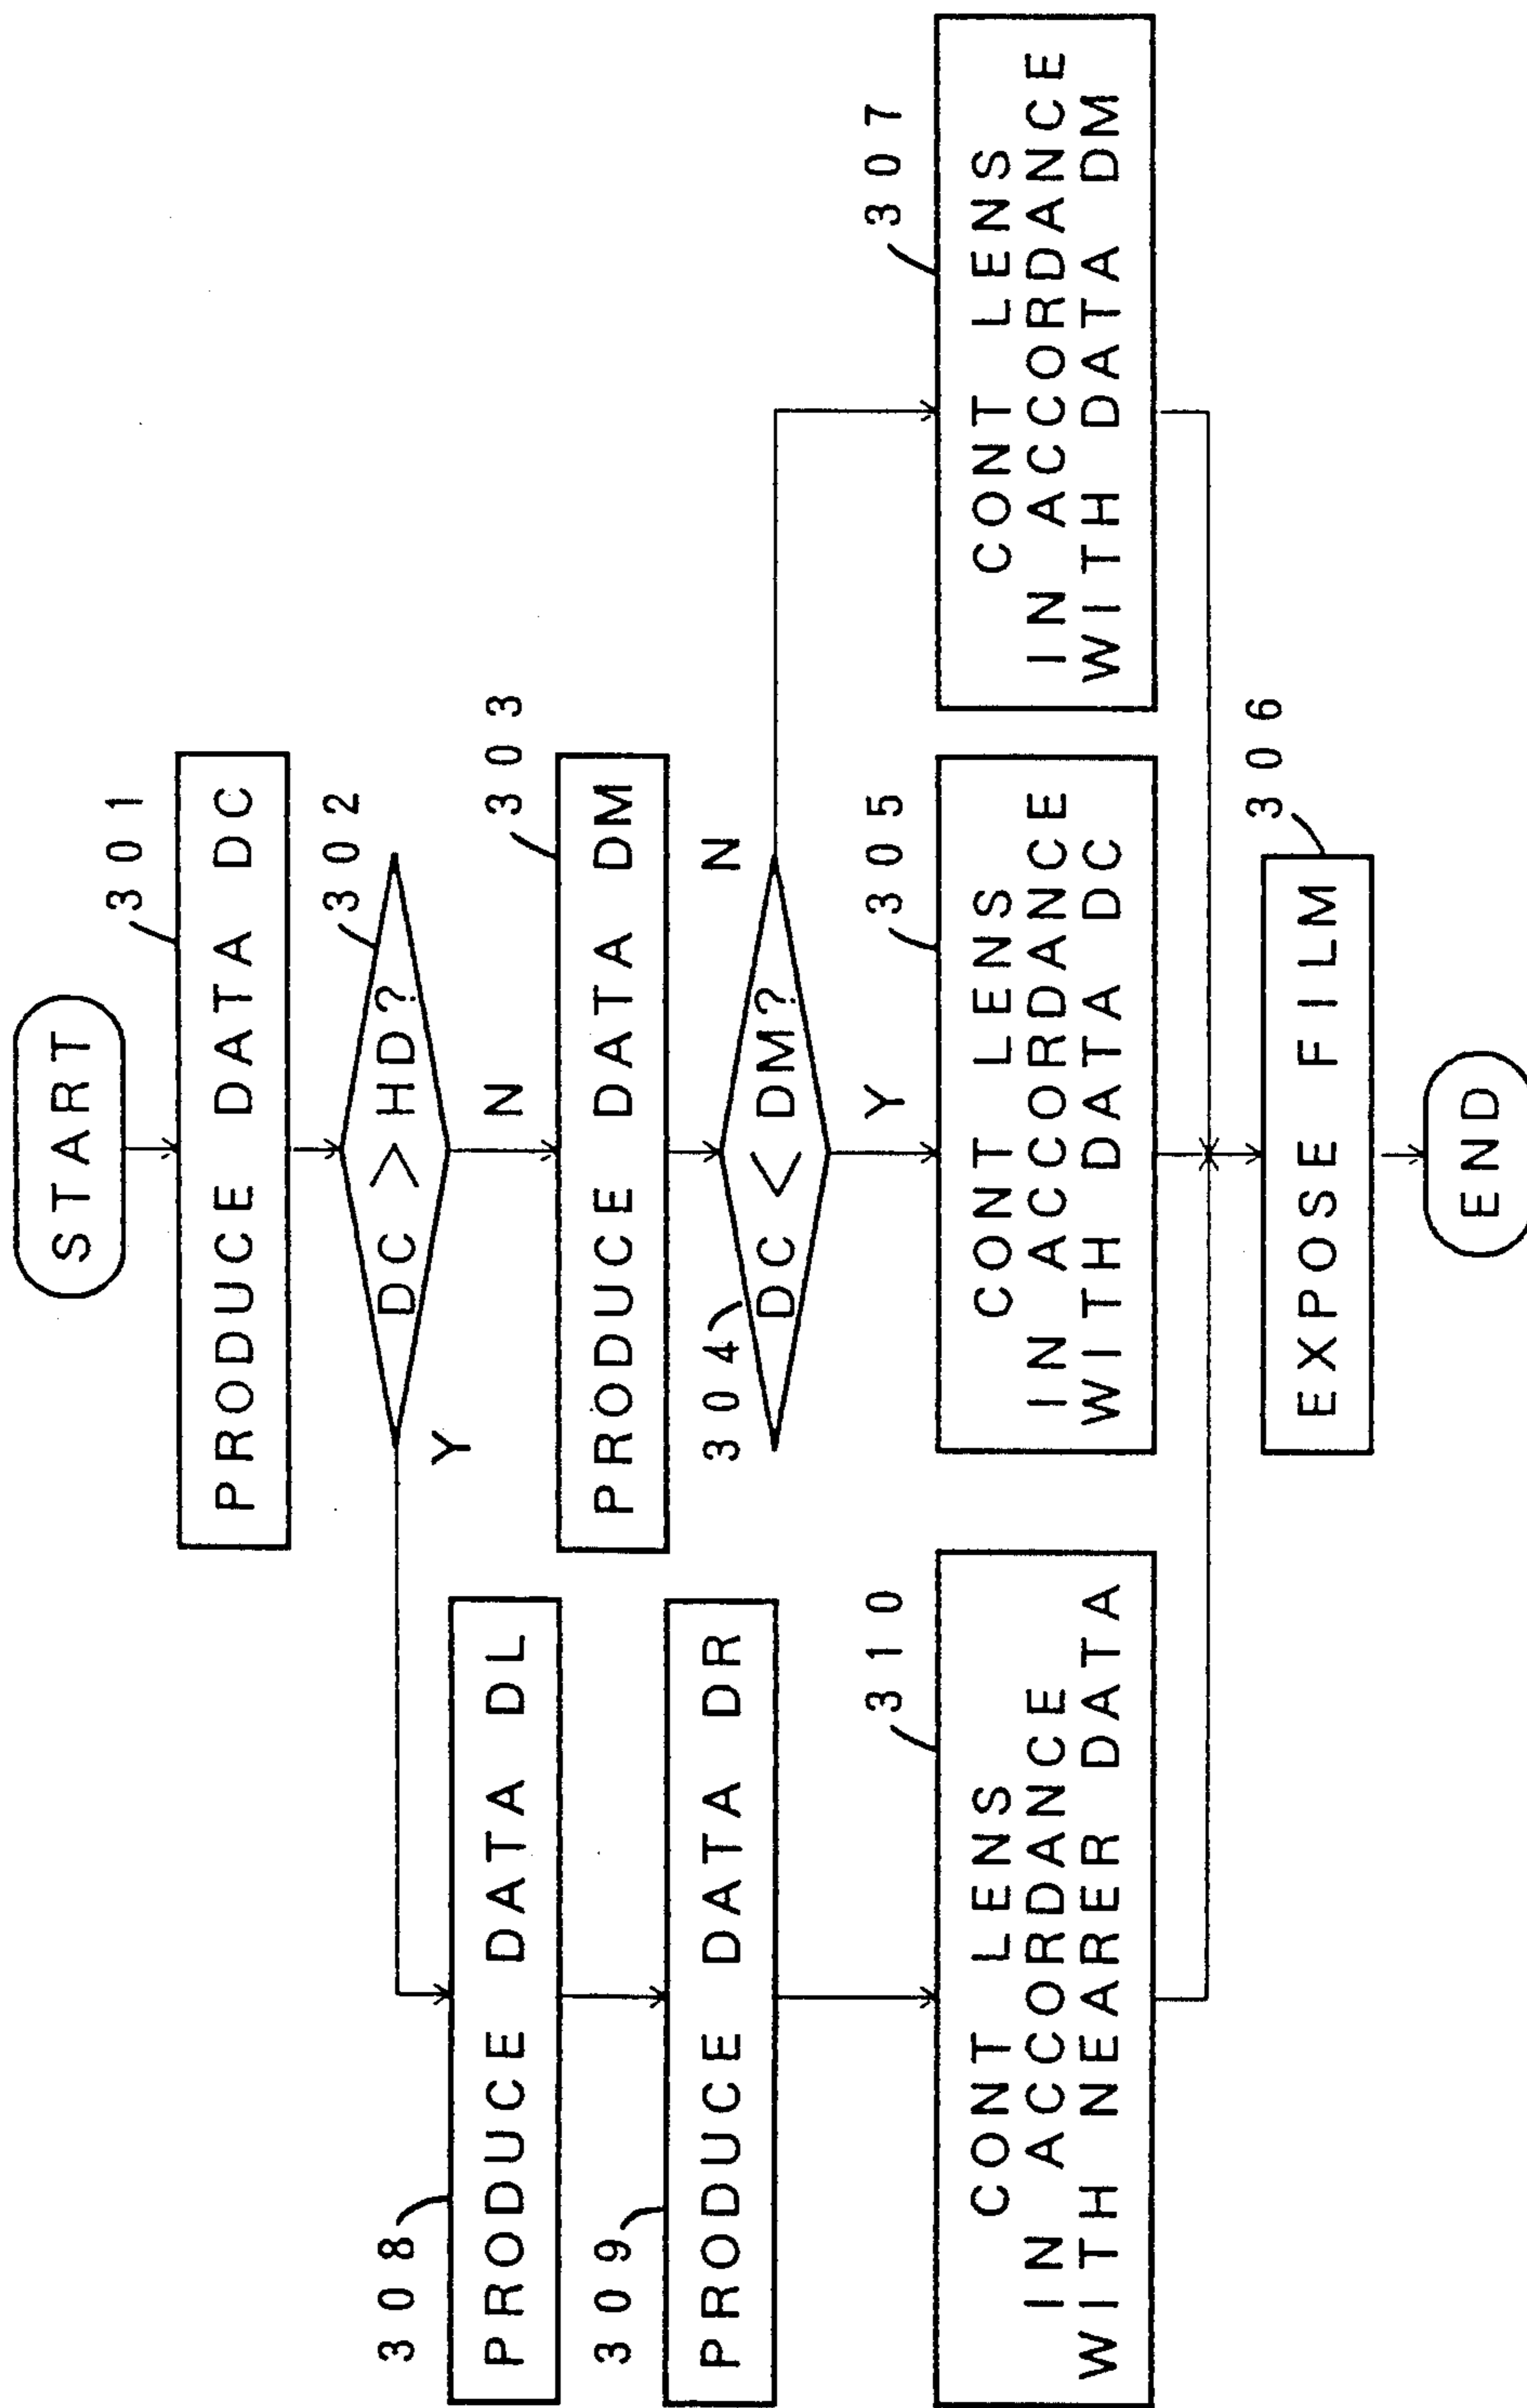 START
301
PRODUCE DATA DC
302
DC > HD?
Y
N
308
PRODUCE DATA DL
303
PRODUCE DATA DM
309
PRODUCE DATA DR
304
DC < DM?
N
Y
310
CONT LENS
IN ACCORDANCE
WITH NEARER DATA
305
CONT LENS
IN ACCORDANCE
WITH DATA DC
307
CONT LENS
IN ACCORDANCE
WITH DATA DM
306
EXPOSE FILM
END